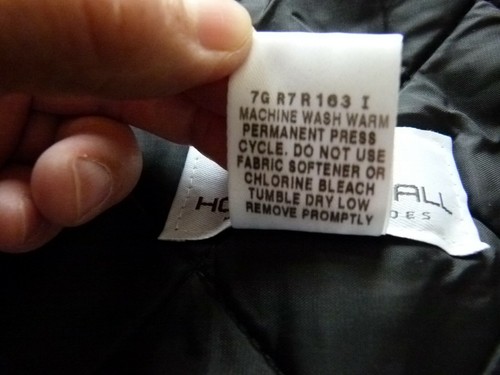 7G R7R163 I
MACHINE WASH WARM
PERMANENT PRESS
CYCLE. DO NOT USE
FABRIC SOFTENER OR
CHLORINE BLEACH
TUMBLE DRY LOW
REMOVE PROMPTLY